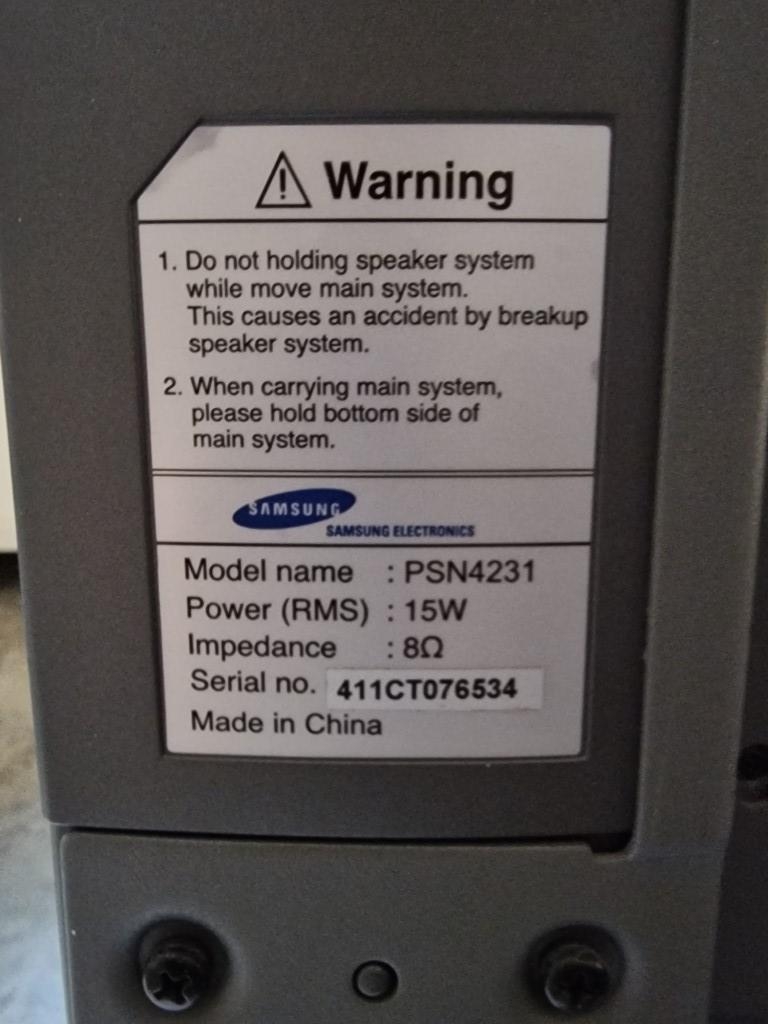 Warning
1. Do not holding speaker system
while move main system.
This causes an accident by breakup
speaker system.
2. When carrying main system,
please hold bottom side of
main system.
SAMSUNG
SAMSUNG ELECTRONICS
Model name : PSN4231
Power (RMS) : 15W
Impedance : 8Ω
Serial no. 411CT076534
Made in China